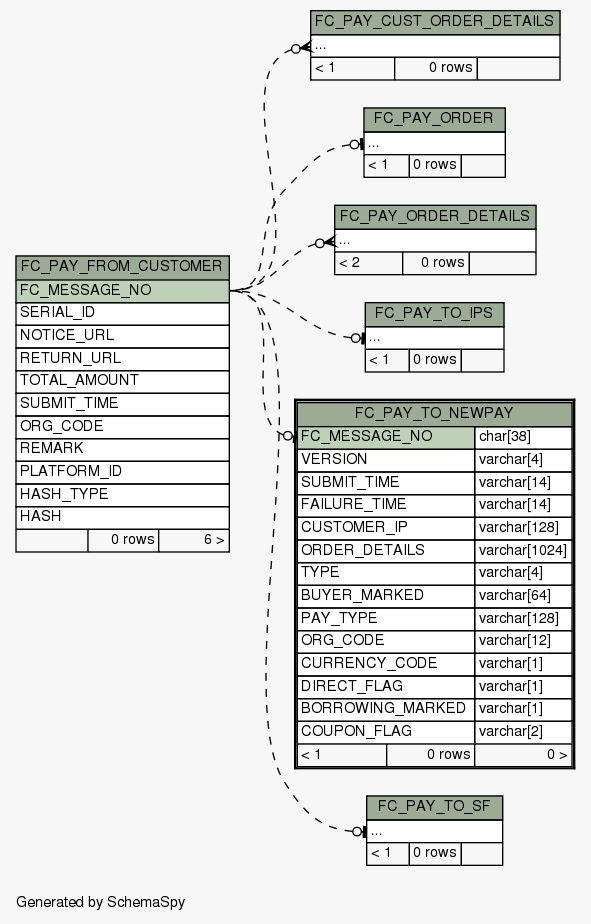 FC_PAY_CUST_ORDER_DETAILS
...
< 1 0 rows
FC_PAY_ORDER
...
< 1 0 rows
FC_PAY_ORDER_DETAILS
...
< 2 0 rows
FC_PAY_FROM_CUSTOMER
FC_MESSAGE_NO
SERIAL_ID
NOTICE_URL
RETURN_URL
TOTAL_AMOUNT
SUBMIT_TIME
ORG_CODE
REMARK
PLATFORM_ID
HASH_TYPE
HASH
0 rows 6 >
FC_PAY_TO_IPS
...
< 1 0 rows
FC_PAY_TO_NEWPAY
FC_MESSAGE_NO char[38]
VERSION varchar[4]
SUBMIT_TIME varchar[14]
FAILURE_TIME varchar[14]
CUSTOMER_IP varchar[128]
ORDER_DETAILS varchar[1024]
TYPE varchar[4]
BUYER_MARKED varchar[64]
PAY_TYPE varchar[128]
ORG_CODE varchar[12]
CURRENCY_CODE varchar[1]
DIRECT_FLAG varchar[1]
BORROWING_MARKED varchar[1]
COUPON_FLAG varchar[2]
< 1 0 rows 0 >
FC_PAY_TO_SF
...
< 1 0 rows
Generated by SchemaSpy